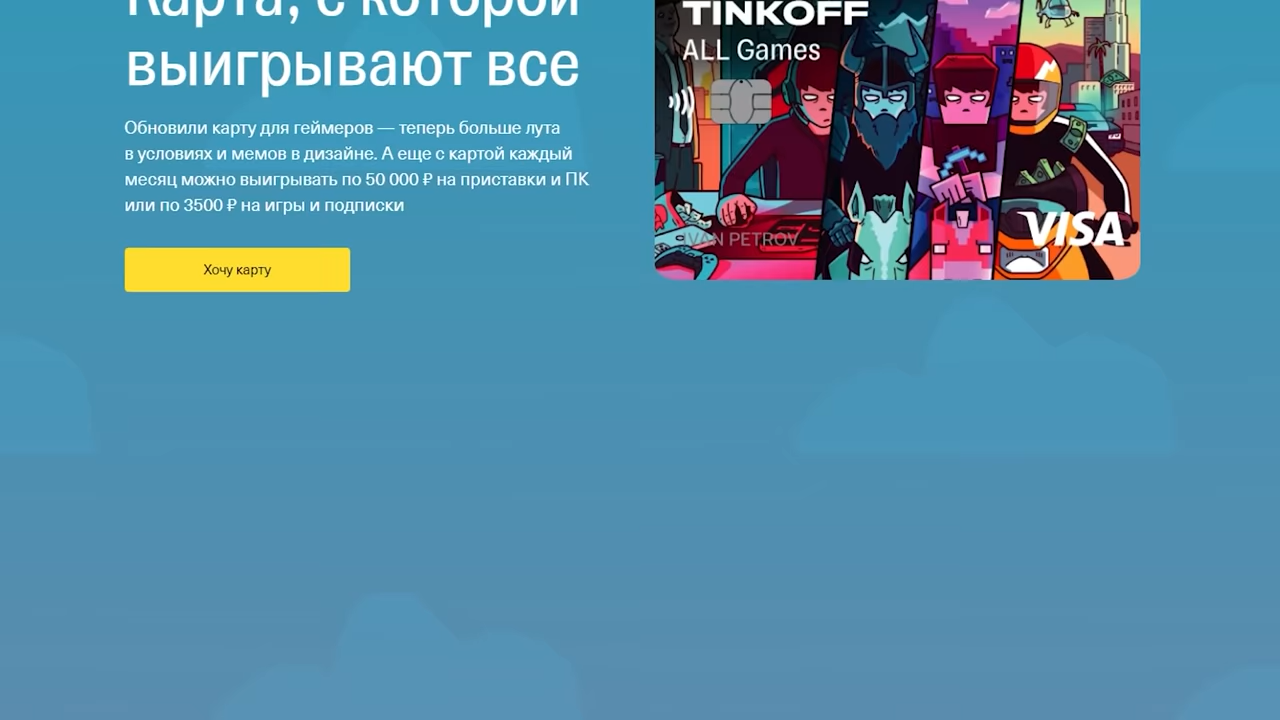 Карта, с которой
выигрывают все
Обновили карту для геймеров — теперь больше лута
в условиях и мемов в дизайне. А еще с картой каждый
месяц можно выигрывать по 50 000 ₽ на приставки и ПК
или по 3500 ₽ на игры и подписки
Хочу карту
TINKOFF
ALL Games
IVAN PETROV
VISA